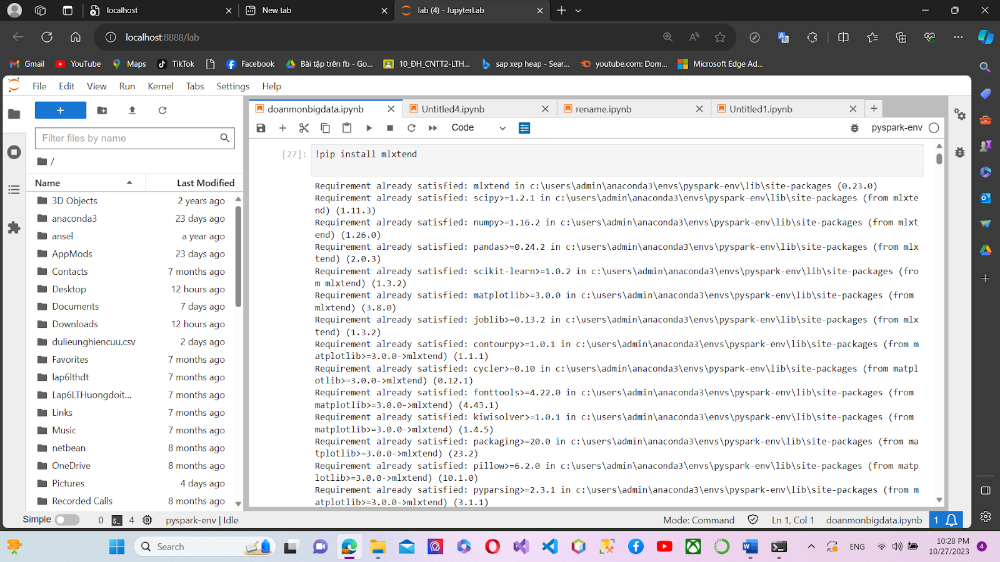 localhost
New tab
lab (4) - JupyterLab
localhost:8888/lab
Gmail
YouTube
Maps
TikTok
Facebook
Bài tập trên fb - Go...
10_ĐH_CNTT2-LTH...
sap xep heap - Sear...
youtube.com: Dom...
Microsoft Edge Ad...
File Edit View Run Kernel Tabs Settings Help
doanmonbigdata.ipynb
Untitled4.ipynb
rename.ipynb
Untitled1.ipynb
Code
pyspark-env
Filter files by name
/
Name Last Modified
3D Objects 2 years ago
anaconda3 23 days ago
ansel a year ago
AppMods 23 days ago
Contacts 7 months ago
Desktop 12 hours ago
Documents 7 days ago
Downloads 12 hours ago
dulieunghiencuu.csv 2 days ago
Favorites 7 months ago
lap6lthdt 7 months ago
Lap6LTHuongdoit... 7 months ago
Links 7 months ago
Music 7 months ago
netbean 8 months ago
OneDrive 8 months ago
Pictures 4 days ago
Recorded Calls 8 months ago
[27]: !pip install mlxtend
Requirement already satisfied: mlxtend in c:\users\admin\anaconda3\envs\pyspark-env\lib\site-packages (0.23.0)
Requirement already satisfied: scipy>=1.2.1 in c:\users\admin\anaconda3\envs\pyspark-env\lib\site-packages (from mlxte
nd) (1.11.3)
Requirement already satisfied: numpy>=1.16.2 in c:\users\admin\anaconda3\envs\pyspark-env\lib\site-packages (from mlxt
end) (1.26.0)
Requirement already satisfied: pandas>=0.24.2 in c:\users\admin\anaconda3\envs\pyspark-env\lib\site-packages (from mlx
tend) (2.0.3)
Requirement already satisfied: scikit-learn>=1.0.2 in c:\users\admin\anaconda3\envs\pyspark-env\lib\site-packages (fro
m mlxtend) (1.3.2)
Requirement already satisfied: matplotlib>=3.0.0 in c:\users\admin\anaconda3\envs\pyspark-env\lib\site-packages (from
mlxtend) (3.8.0)
Requirement already satisfied: joblib>=0.13.2 in c:\users\admin\anaconda3\envs\pyspark-env\lib\site-packages (from mlx
tend) (1.3.2)
Requirement already satisfied: contourpy>=1.0.1 in c:\users\admin\anaconda3\envs\pyspark-env\lib\site-packages (from m
atplotlib>=3.0.0->mlxtend) (1.1.1)
Requirement already satisfied: cycler>=0.10 in c:\users\admin\anaconda3\envs\pyspark-env\lib\site-packages (from matpl
otlib>=3.0.0->mlxtend) (0.12.1)
Requirement already satisfied: fonttools>=4.22.0 in c:\users\admin\anaconda3\envs\pyspark-env\lib\site-packages (from
matplotlib>=3.0.0->mlxtend) (4.43.1)
Requirement already satisfied: kiwisolver>=1.0.1 in c:\users\admin\anaconda3\envs\pyspark-env\lib\site-packages (from
matplotlib>=3.0.0->mlxtend) (1.4.5)
Requirement already satisfied: packaging>=20.0 in c:\users\admin\anaconda3\envs\pyspark-env\lib\site-packages (from ma
tplotlib>=3.0.0->mlxtend) (23.2)
Requirement already satisfied: pillow>=6.2.0 in c:\users\admin\anaconda3\envs\pyspark-env\lib\site-packages (from matp
lotlib>=3.0.0->mlxtend) (10.1.0)
Requirement already satisfied: pyparsing>=2.3.1 in c:\users\admin\anaconda3\envs\pyspark-env\lib\site-packages (from m
atplotlib>=3.0.0->mlxtend) (3.1.1)
Simple 0 4 pyspark-env | Idle Mode: Command Ln 1, Col 1 doanmonbigdata.ipynb 1
Search
ENG
10:28 PM
10/27/2023
4